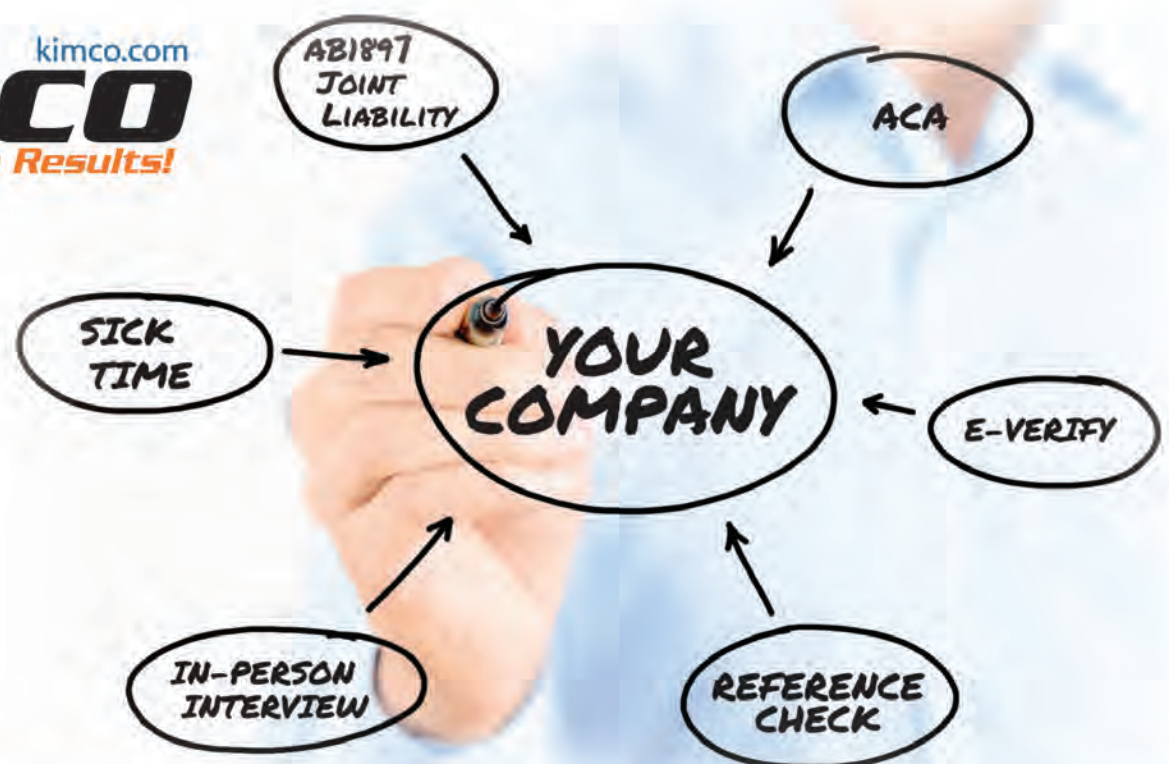 kimco.com
CO
Results!
AB1897
JOINT
LIABILITY
ACA
SICK
TIME
YOUR
COMPANY
E-VERIFY
IN-PERSON
INTERVIEW
REFERENCE
CHECK